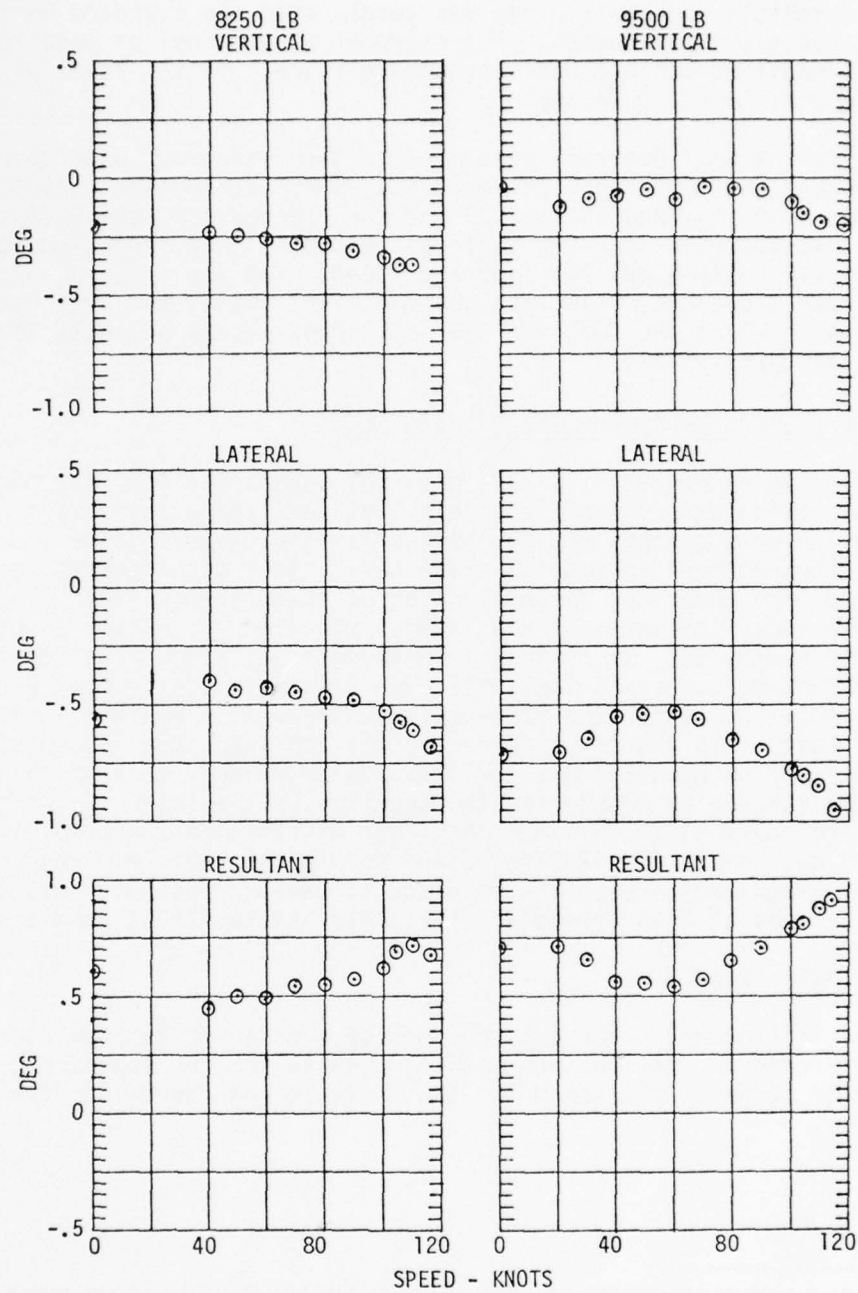 8250 LB
VERTICAL
9500 LB
VERTICAL
.5
0
-.5
-1.0
DEG
LATERAL
LATERAL
.5
0
-.5
-1.0
DEG
RESULTANT
RESULTANT
1.0
.5
0
-.5
DEG
0 40 80 120
0 40 80 120
SPEED - KNOTS